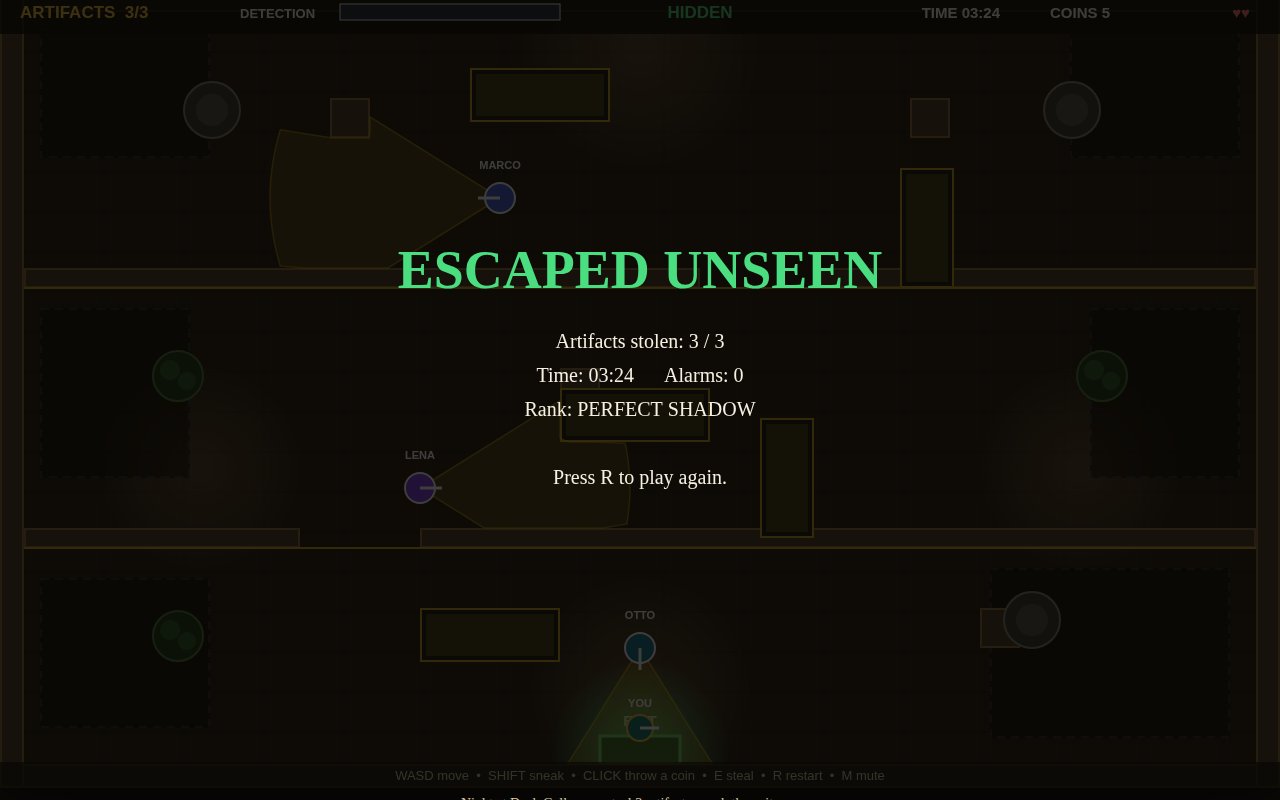 ARTIFACTS 3/3 DETECTION HIDDEN TIME 03:24 COINS 5 ♥♥
MARCO
ESCAPED UNSEEN
Artifacts stolen: 3 / 3
Time: 03:24 Alarms: 0
Rank: PERFECT SHADOW
LENA
Press R to play again.
OTTO
YOU
WASD move • SHIFT sneak • CLICK throw a coin • E steal • R restart • M mute